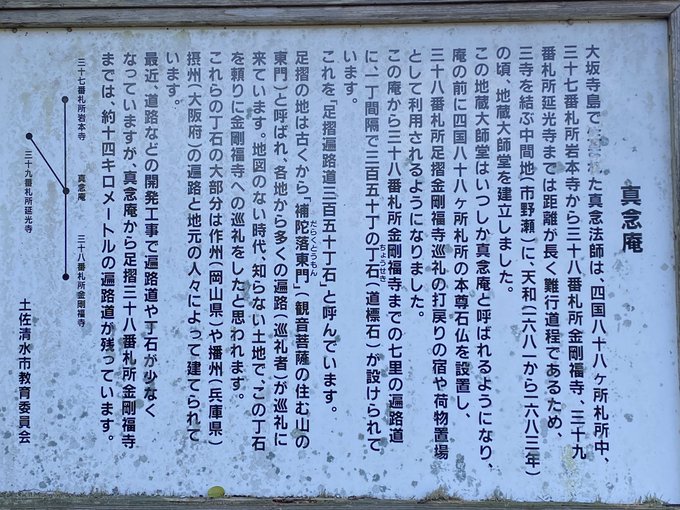 真念庵
大坂寺島で た真念法師は、四国八十八ヶ所札所中、
三十七番札所岩本寺から三十八番札所金剛福寺、三十九
番札所延光寺までは距離が長く難行道程であるため、
三寺を結ぶ中間地(市野瀬)に、天和(一六八一から一六八三年)
の頃、地蔵大師堂を建立しました。
この地蔵大師堂はいつしか真念庵と呼ばれるようになり、
庵の前に四国八十八ヶ所札所の本尊石仏を設置し、
三十八番札所足摺金剛福寺巡礼の打戻りの宿や荷物置場
として利用されるようになりました。
この庵から三十八番札所金剛福寺までの七里の遍路道
に、一丁間隔で三百五十丁の丁石(道標石)が設けられて
ちょうせき
います。
これを「足摺遍路道三百五十丁石」と呼んでいます。
足摺の地は古くから「補陀落東門」(観音菩薩の住む山の
たらくとうもん
東門)と呼ばれ、各地から多くの遍路(巡礼者)が巡礼に
来ています。地図のない時代、知らない土地で、この丁石
を頼りに金剛福寺への巡礼をしたと思われます。
これらの丁石の大部分は作州(岡山県)や播州(兵庫県)
摂州(大阪府)の遍路と地元の人々によって建てられて
います。
最近、道路などの開発工事で遍路道や丁石が少なく
なっていますが、真念庵から足摺三十八番札所金剛福寺
までは、約十四キロメートルの遍路道が残っています。
三十七番札所岩本寺
真念庵
三十八番札所金剛福寺
三十九番札所延光寺
土佐清水市教育委員会